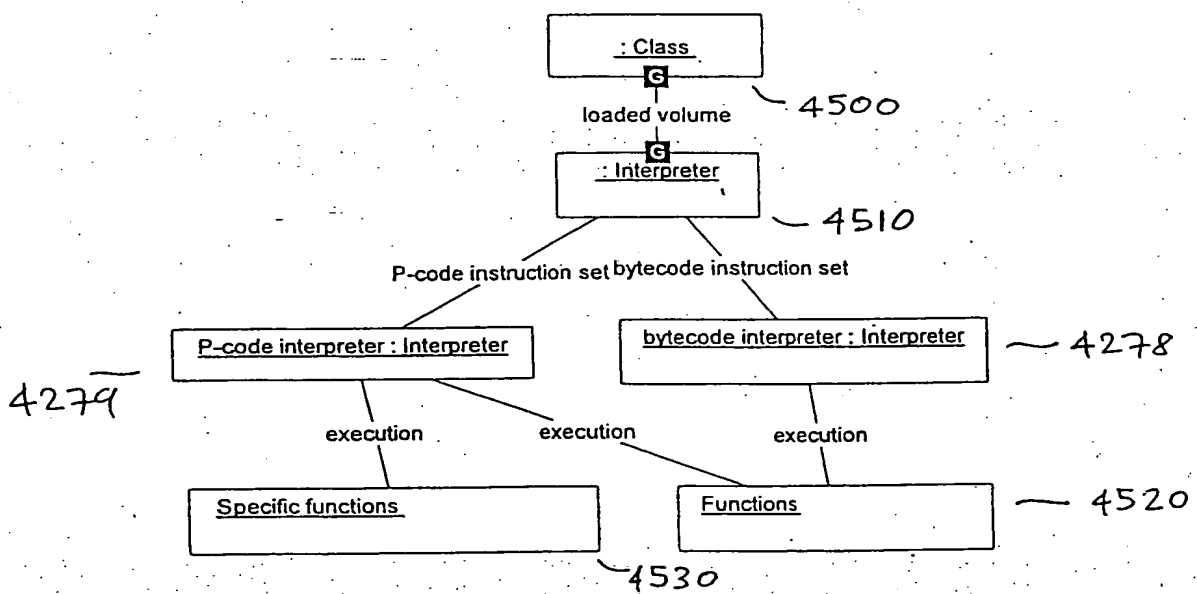 : Class
G
4500
loaded volume
G
: Interpreter
4510
P-code instruction set
bytecode instruction set
P-code interpreter : Interpreter
bytecode interpreter : Interpreter
4278
4279
execution
execution
execution
Specific functions
Functions
4520
4530